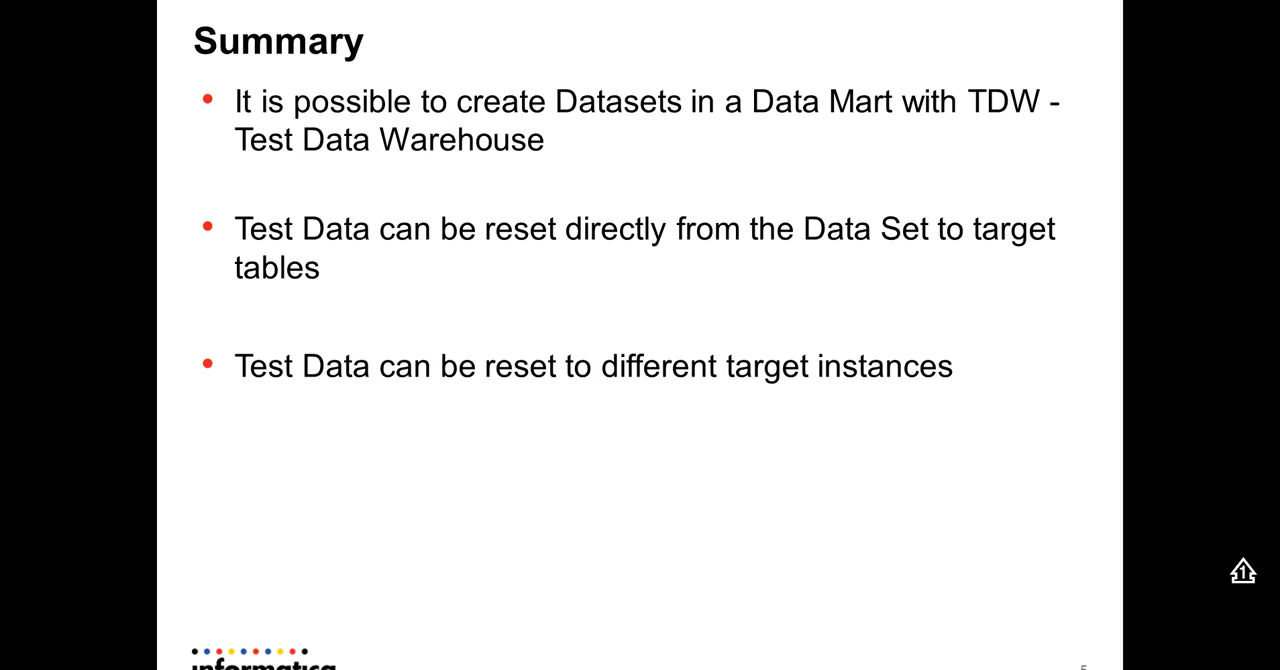 Summary
• It is possible to create Datasets in a Data Mart with TDW -
Test Data Warehouse
• Test Data can be reset directly from the Data Set to target
tables
• Test Data can be reset to different target instances
1
informatica
5